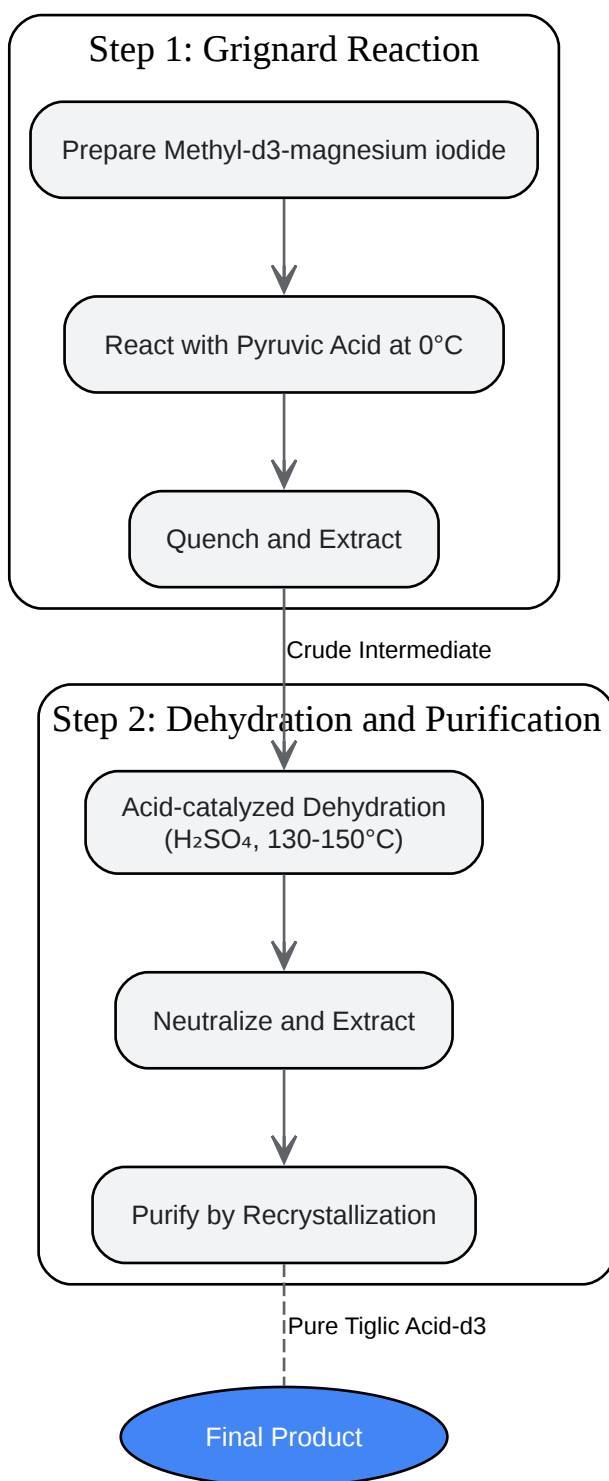 Step 1: Grignard Reaction
Prepare Methyl-d3-magnesium iodide
React with Pyruvic Acid at 0°C
Quench and Extract
Crude Intermediate
Step 2: Dehydration and Purification
Acid-catalyzed Dehydration
(H₂SO₄, 130-150°C)
Neutralize and Extract
Purify by Recrystallization
Pure Tiglic Acid-d3
Final Product